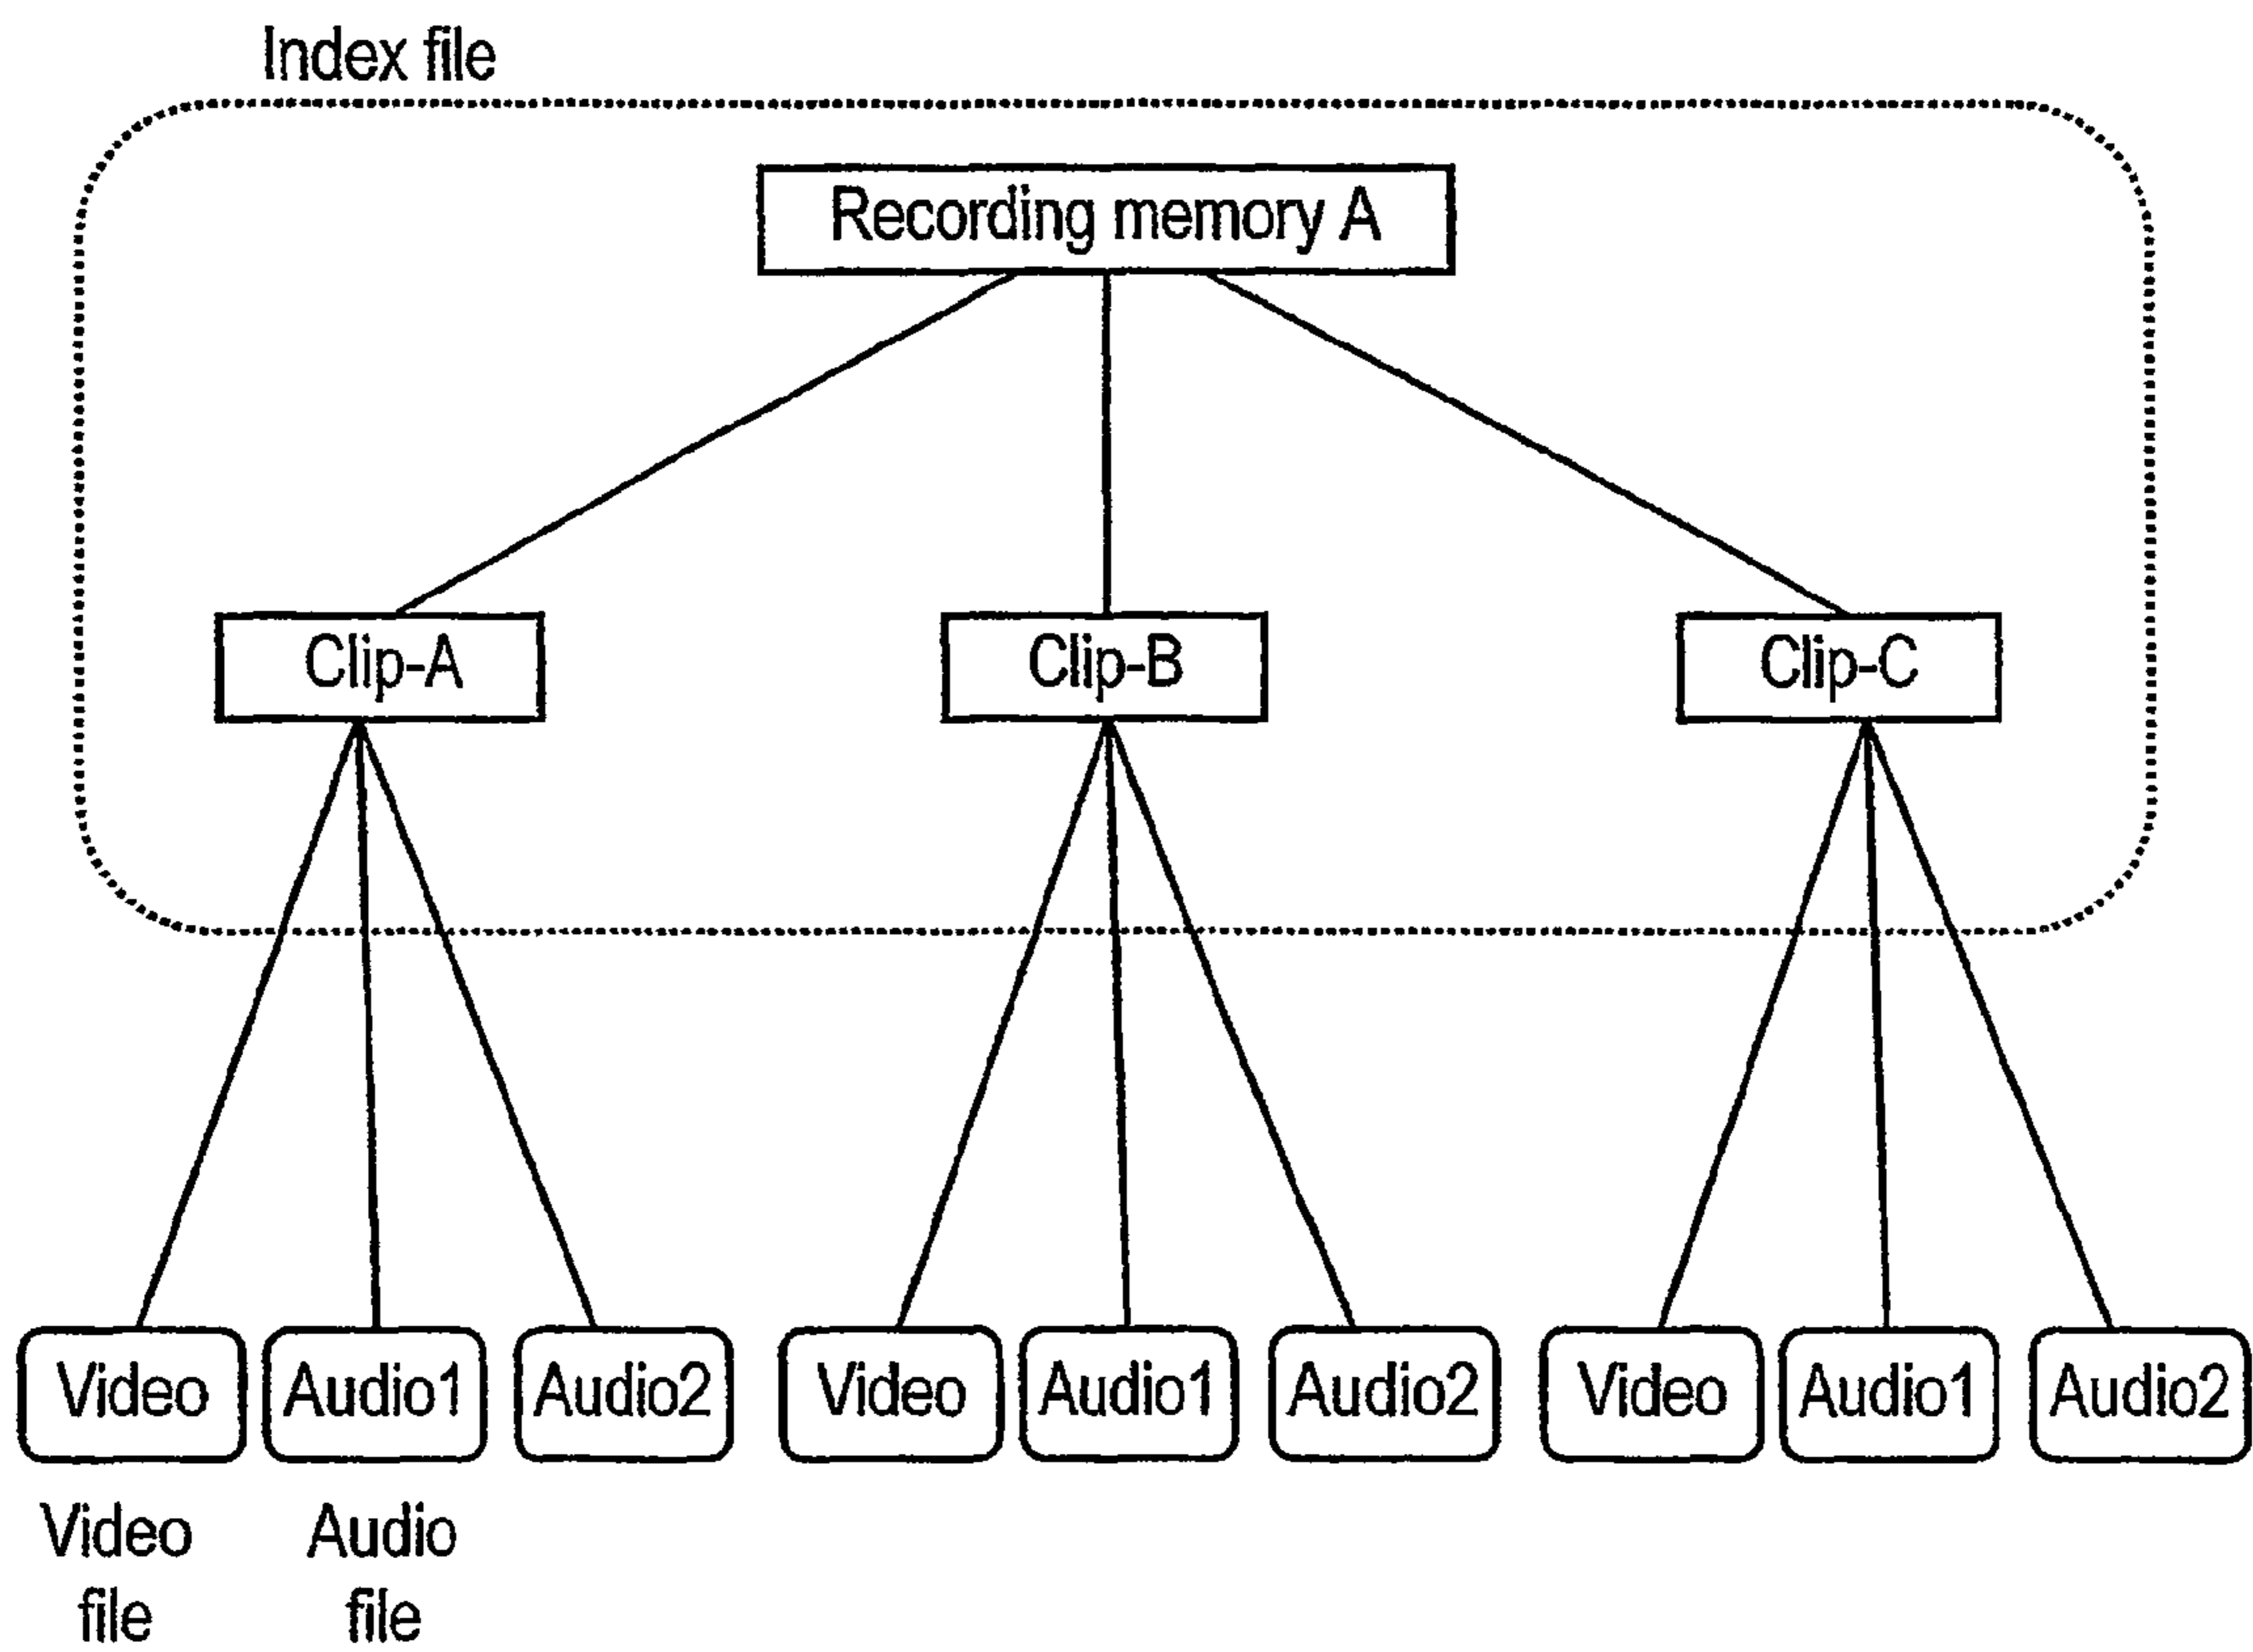 Index file
Recording memory A
Clip-A
Clip-B
Clip-C
Video
Audio1
Audio2
Video
Audio1
Audio2
Video
Audio1
Audio2
Video
file
Audio
file